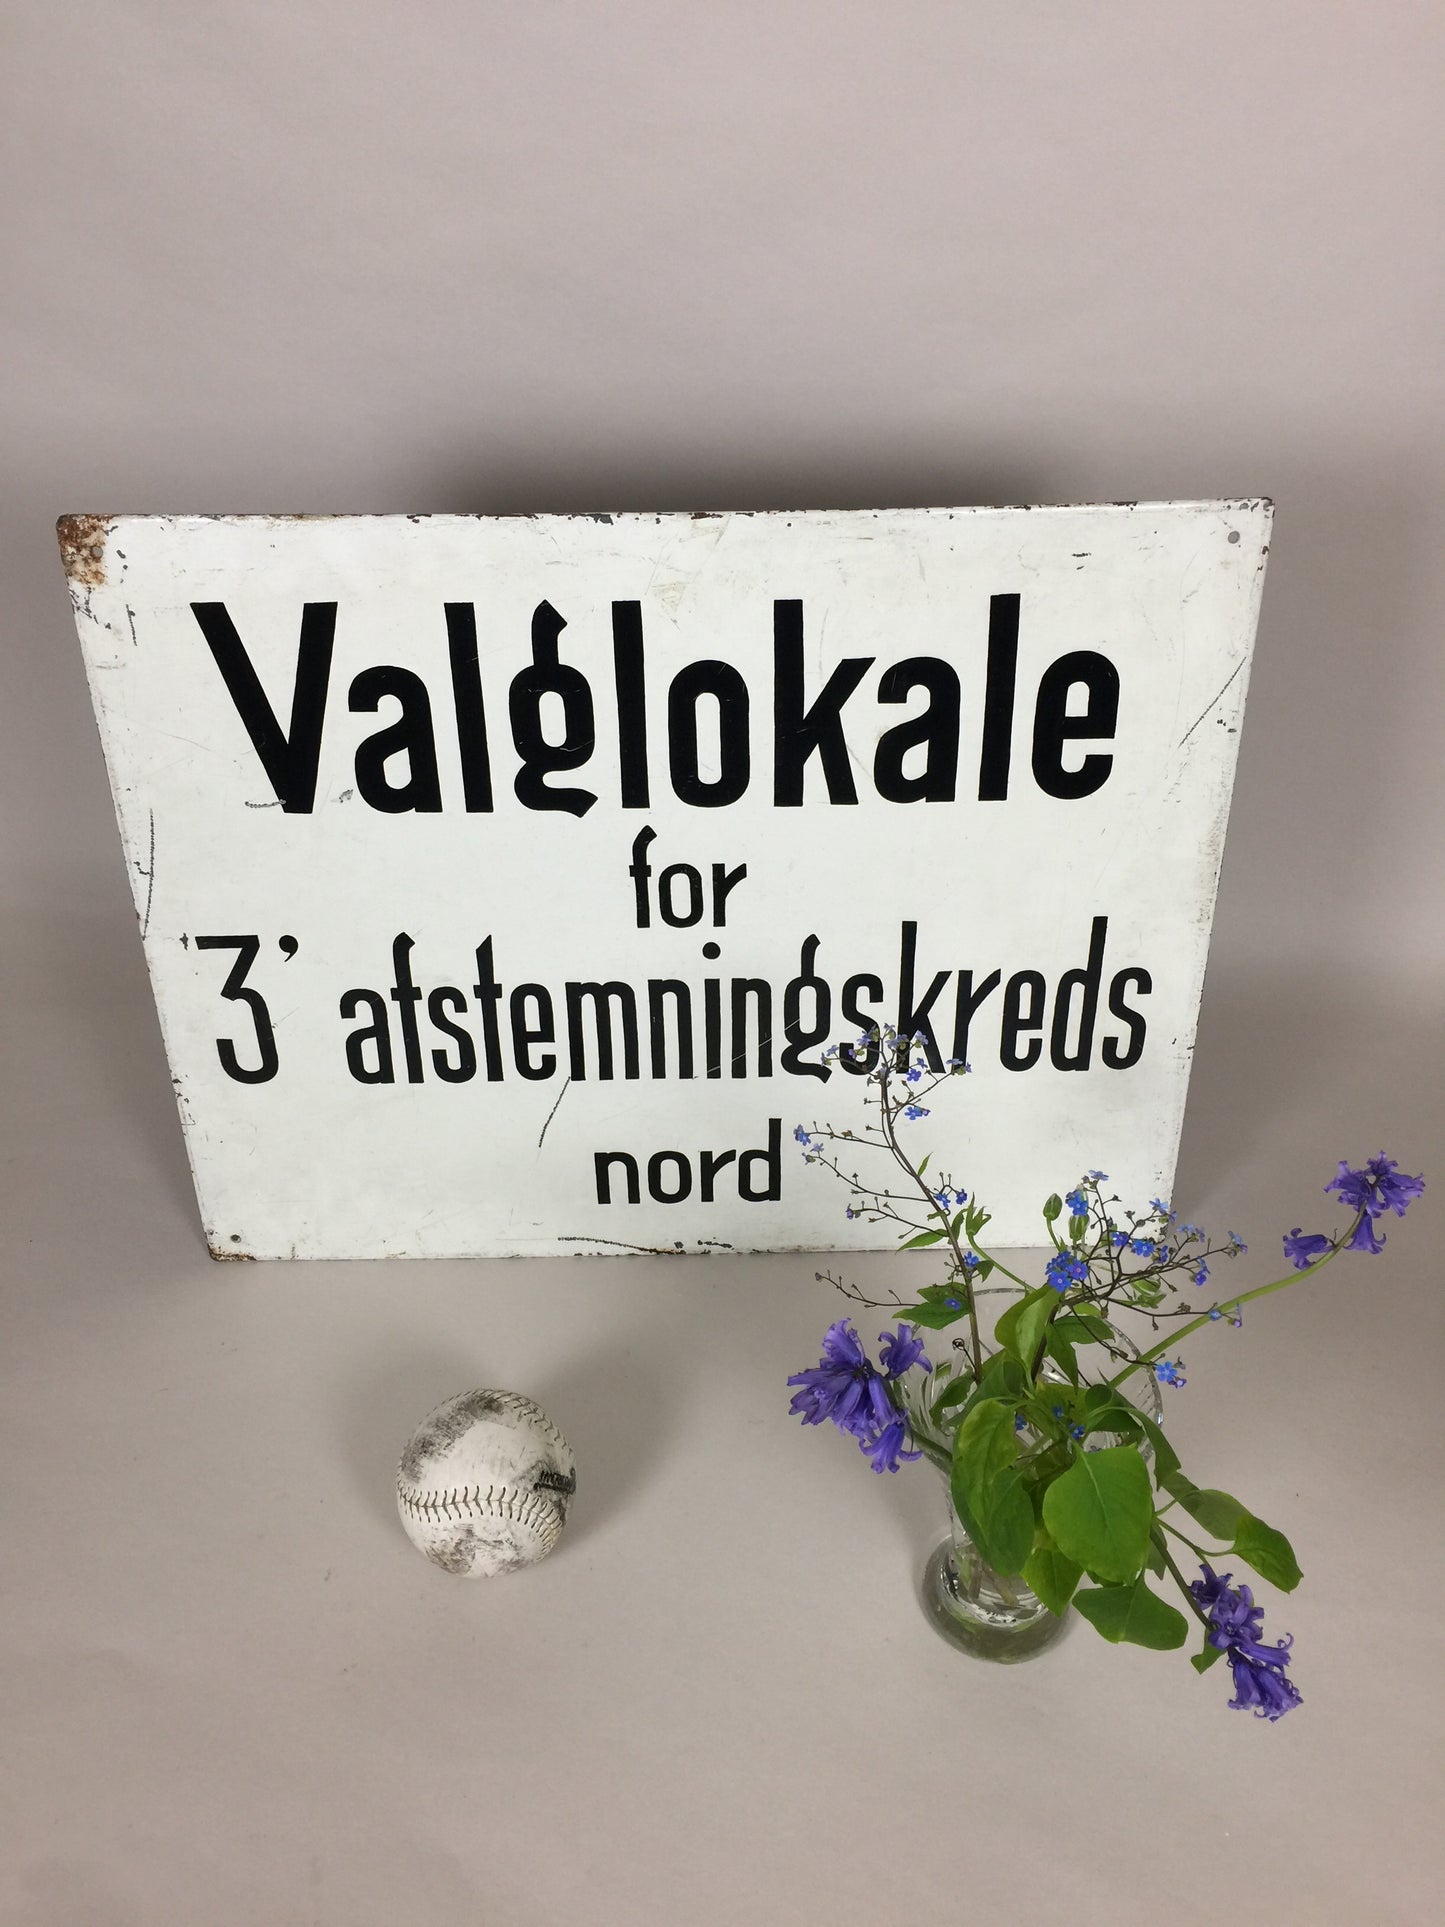 Valglokale
for
3' afstemningskreds
nord